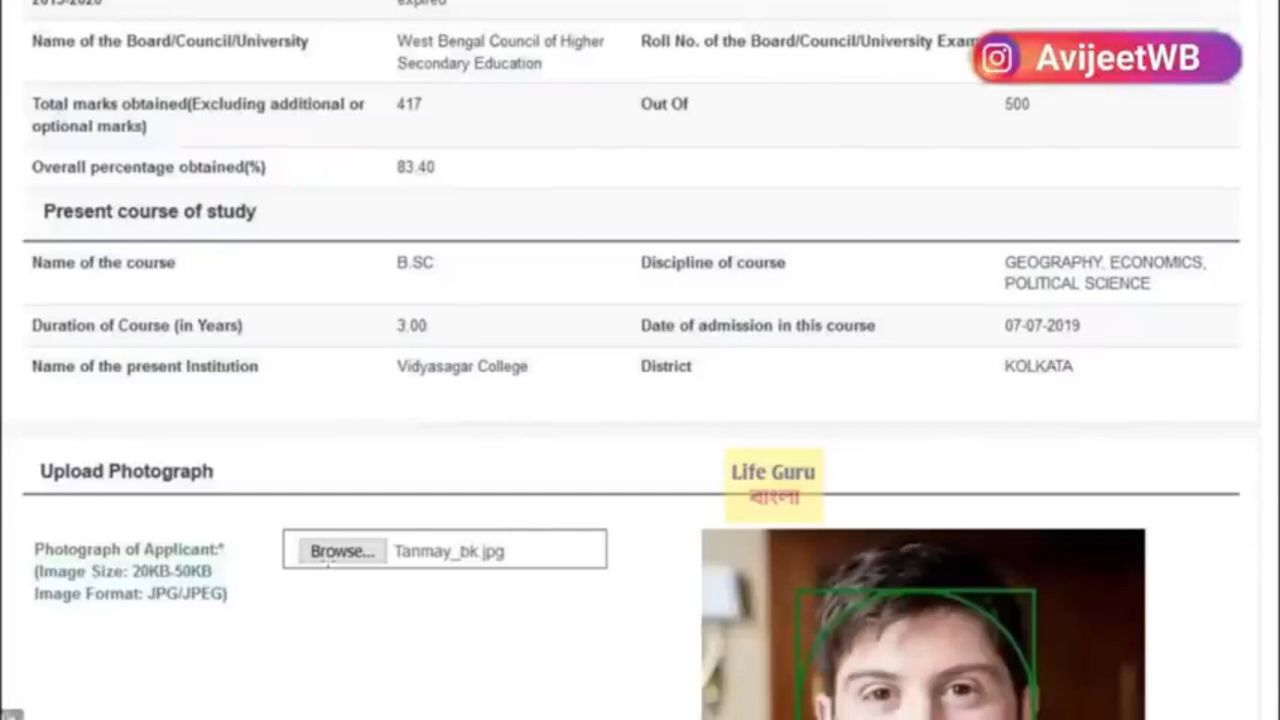 2019-2020 expired
Name of the Board/Council/University West Bengal Council of Higher Secondary Education Roll No. of the Board/Council/University Exam
AvijeetWB
Total marks obtained(Excluding additional or optional marks) 417 Out Of 500
Overall percentage obtained(%) 83.40
Present course of study
Name of the course B.SC Discipline of course GEOGRAPHY, ECONOMICS, POLITICAL SCIENCE
Duration of Course (in Years) 3.00 Date of admission in this course 07-07-2019
Name of the present Institution Vidyasagar College District KOLKATA
Upload Photograph
Life Guru
বাংলা
Photograph of Applicant:*
(Image Size: 20KB-50KB
Image Format: JPG/JPEG)
Browse... Tanmay_bk.jpg